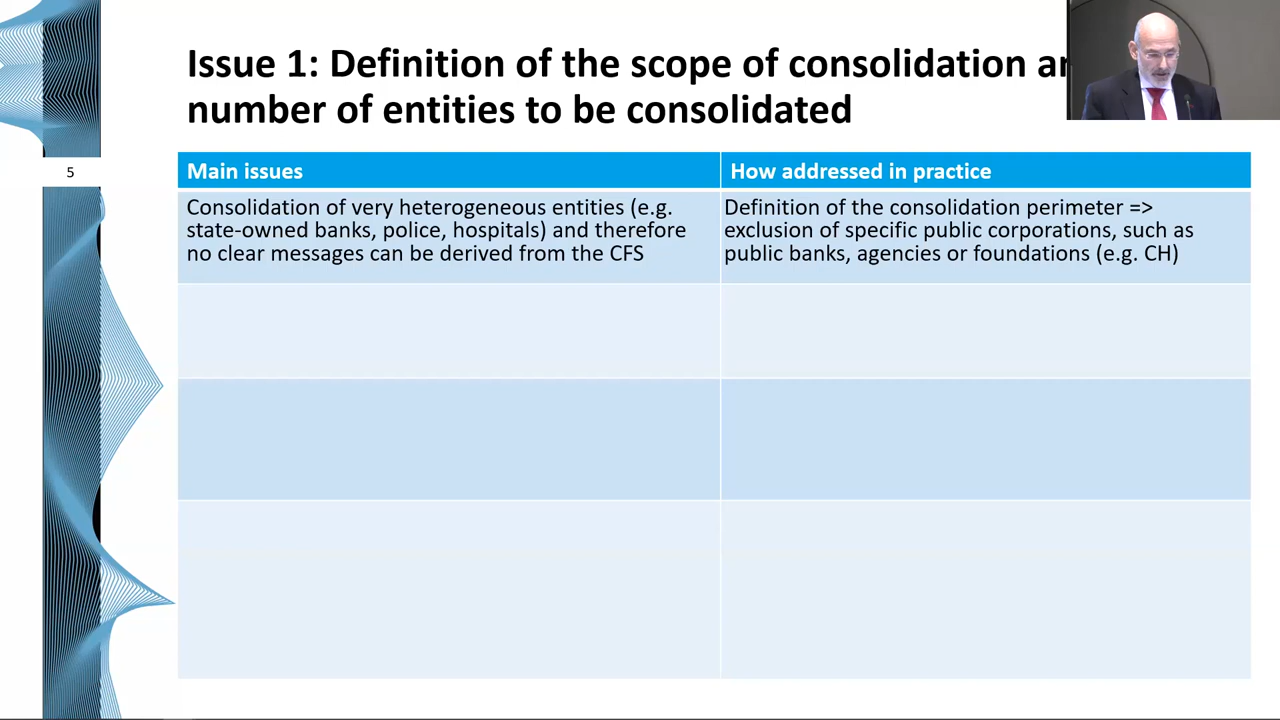 Issue 1: Definition of the scope of consolidation
number of entities to be consolidated
5
Main issues
How addressed in practice
Consolidation of very heterogeneous entities (e.g.
state-owned banks, police, hospitals) and therefore
no clear messages can be derived from the CFS
Definition of the consolidation perimeter =>
exclusion of specific public corporations, such as
public banks, agencies or foundations (e.g. CH)